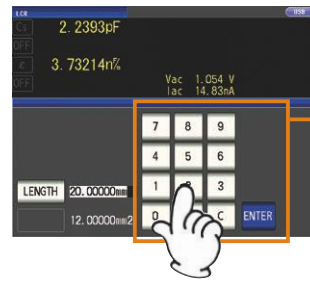 LCR USB
Cs 2.2393pF
OFF
ε 3.73214n%
OFF
Vac 1.054 V
Iac 14.83mA
7 8 9
4 5 6
LENGTH 20.00000mm 1 3
12.00000mm2 0 C ENTER